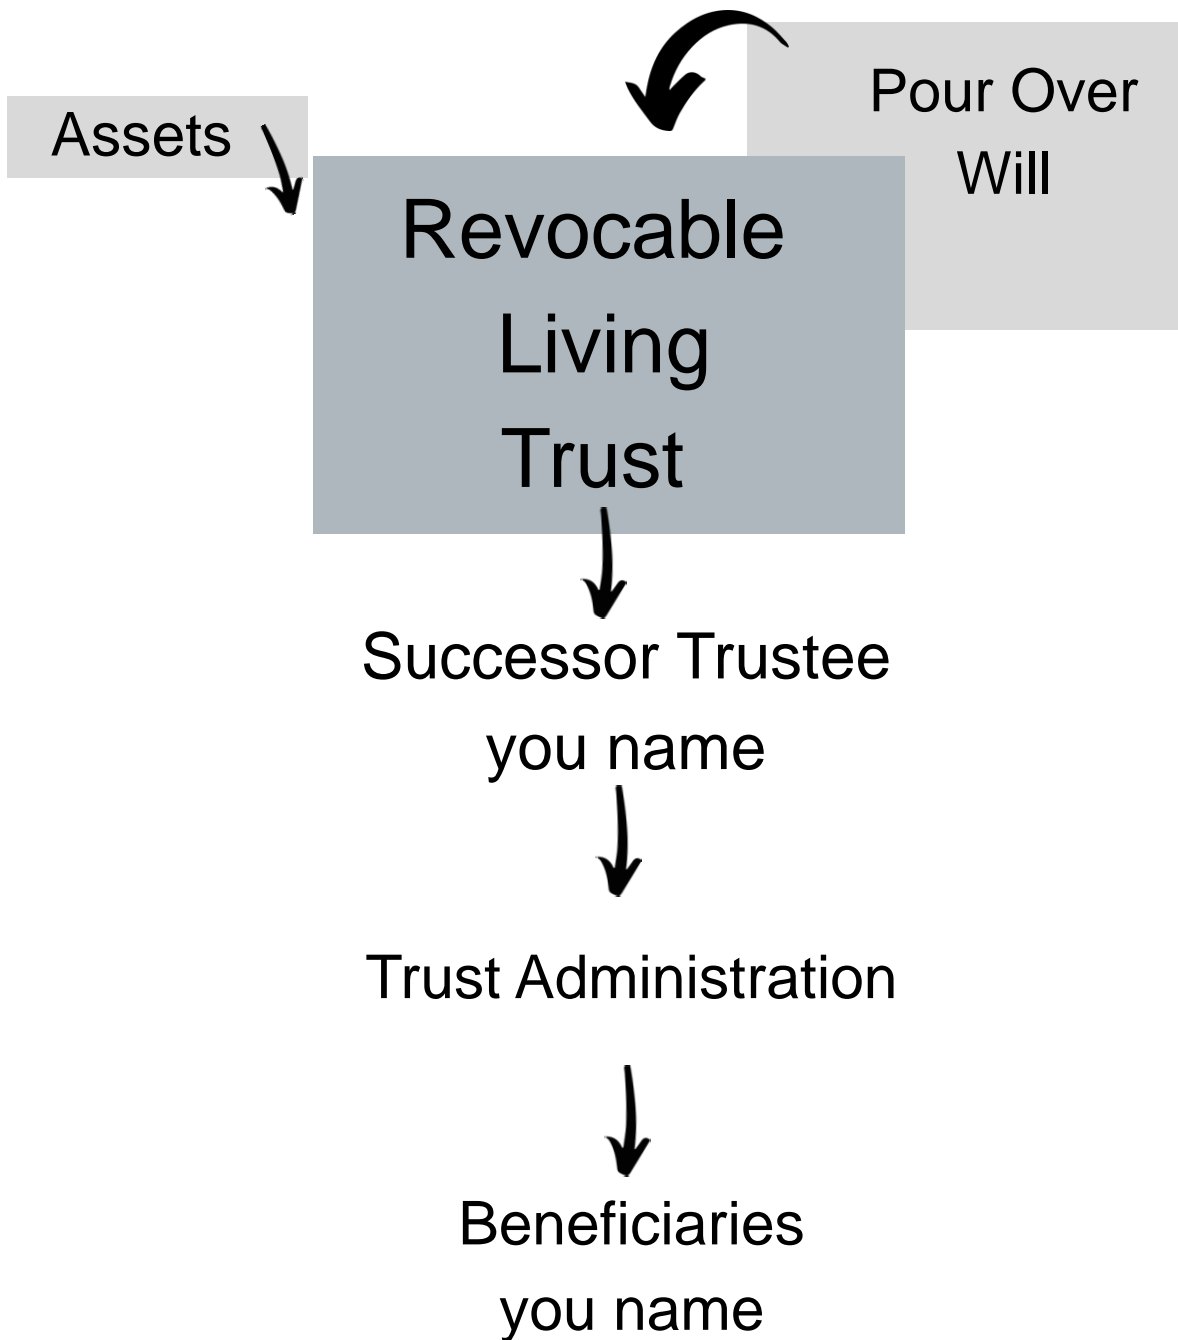 Assets
Pour Over
Will
Revocable
Living
Trust
Successor Trustee
you name
Trust Administration
Beneficiaries
you name